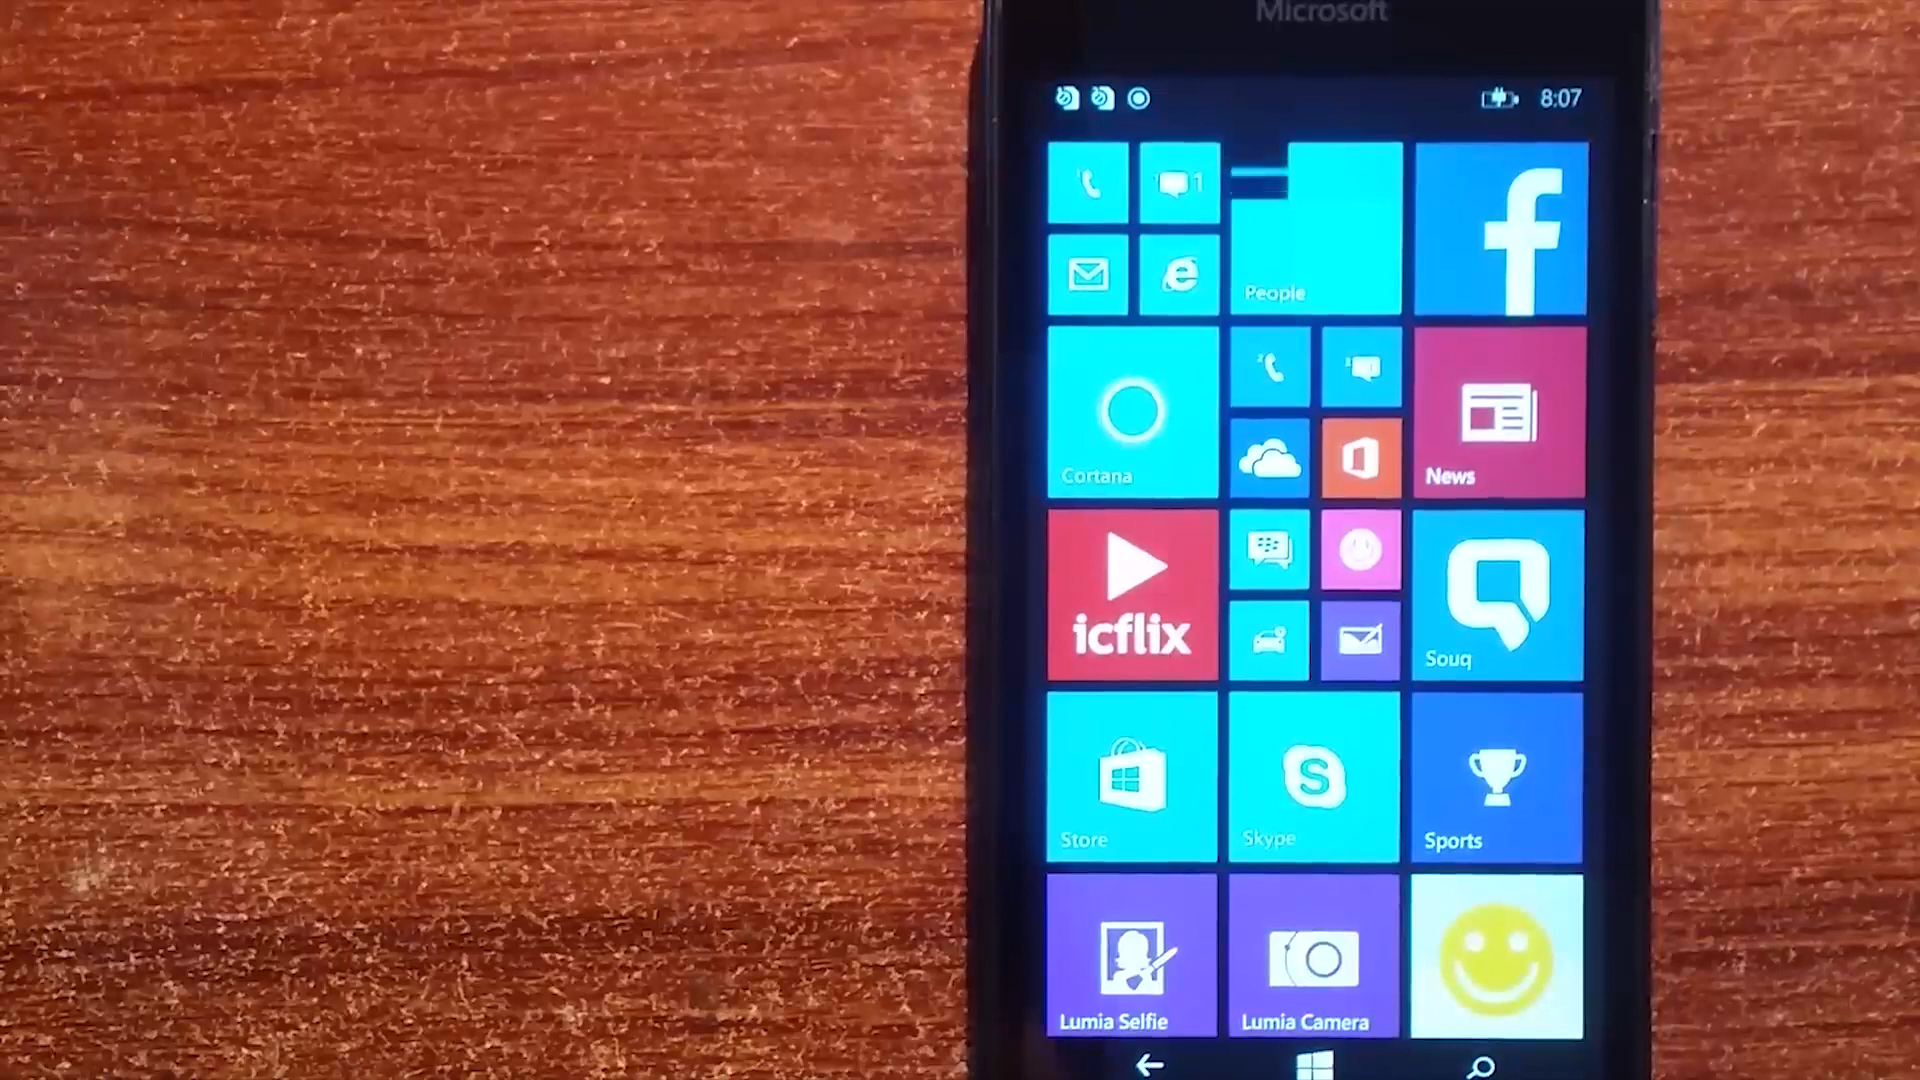 Microsoft
8:07
1
People
Cortana
News
icflix
Souq
Store
Skype
Sports
Lumia Selfie
Lumia Camera